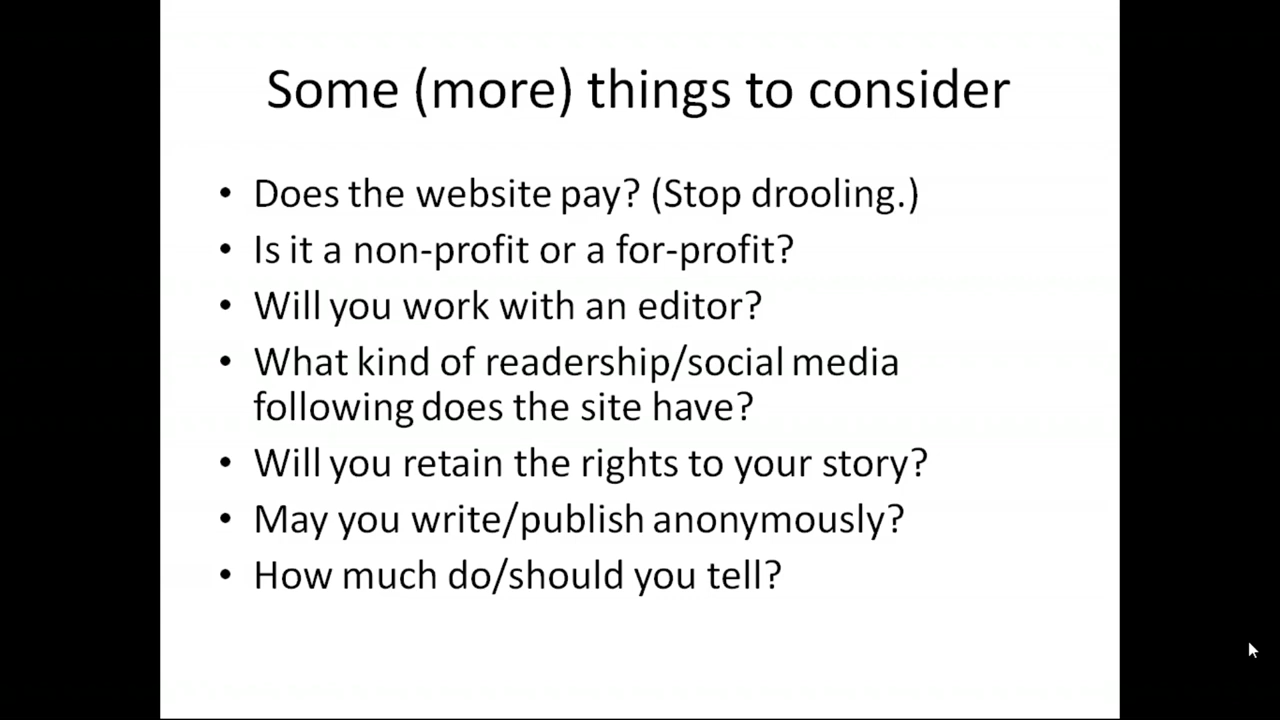 Some (more) things to consider
• Does the website pay? (Stop drooling.)
• Is it a non-profit or a for-profit?
• Will you work with an editor?
• What kind of readership/social media
following does the site have?
• Will you retain the rights to your story?
• May you write/publish anonymously?
• How much do/should you tell?